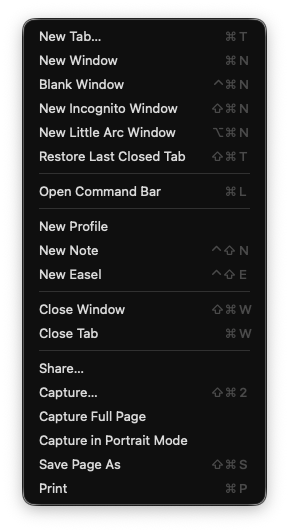 New Tab... ⌘ T
New Window ⌘ N
Blank Window ⌃ ⌘ N
New Incognito Window ⇧ ⌘ N
New Little Arc Window ⌥ ⌘ N
Restore Last Closed Tab ⇧ ⌘ T
Open Command Bar ⌘ L
New Profile
New Note ⌃ ⇧ N
New Easel ⌃ ⇧ E
Close Window ⇧ ⌘ W
Close Tab ⌘ W
Share...
Capture... ⇧ ⌘ 2
Capture Full Page
Capture in Portrait Mode
Save Page As ⇧ ⌘ S
Print ⌘ P